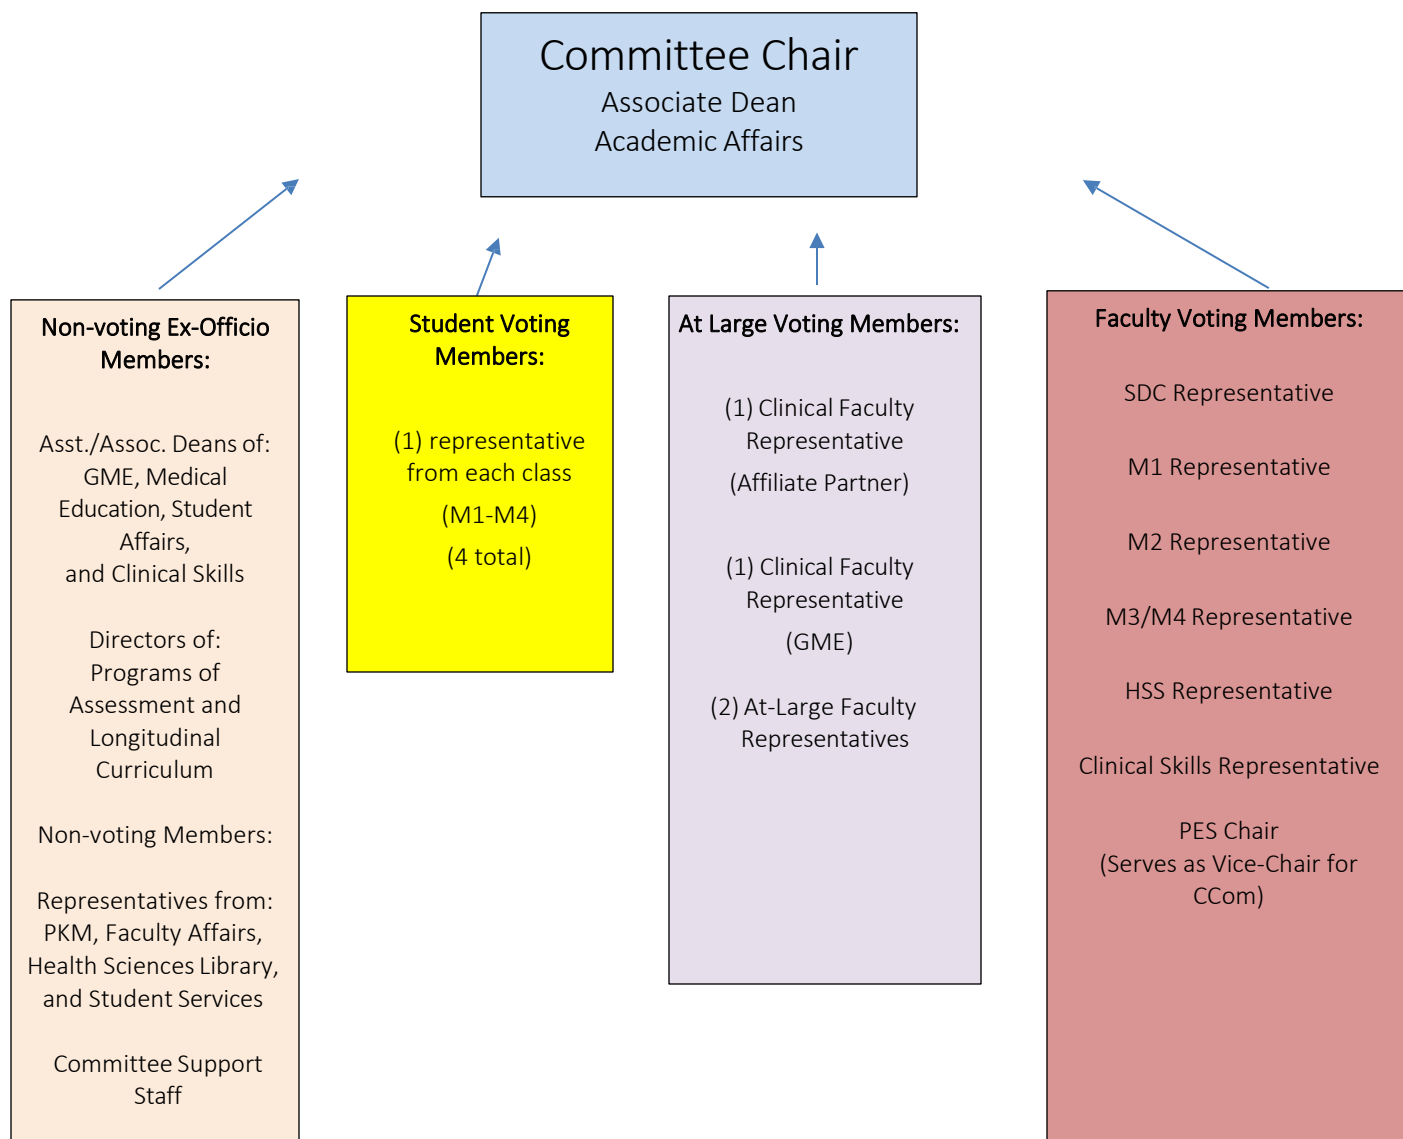 Committee Chair
Associate Dean
Academic Affairs
Non-voting Ex-Officio
Members:
Asst./Assoc. Deans of:
GME, Medical
Education, Student
Affairs,
and Clinical Skills
Directors of:
Programs of
Assessment and
Longitudinal
Curriculum
Non-voting Members:
Representatives from:
PKM, Faculty Affairs,
Health Sciences Library,
and Student Services
Committee Support
Staff
Student Voting
Members:
(1) representative
from each class
(M1-M4)
(4 total)
At Large Voting Members:
(1) Clinical Faculty
Representative
(Affiliate Partner)
(1) Clinical Faculty
Representative
(GME)
(2) At-Large Faculty
Representatives
Faculty Voting Members:
SDC Representative
M1 Representative
M2 Representative
M3/M4 Representative
HSS Representative
Clinical Skills Representative
PES Chair
(Serves as Vice-Chair for
CCom)